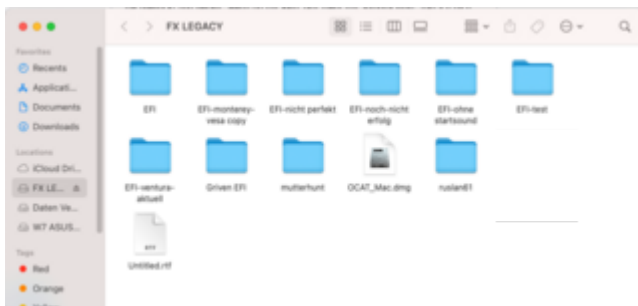 FX LEGACY
Favorites
Recents
Applicati...
Documents
Downloads
Locations
iCloud Dri...
FX LE...
Daten Ve...
W7 ASUS...
Tags
Red
Orange
EFI
EFI-monterey-
vesa copy
EFI-nicht perfekt
EFI-noch-nicht
erfolg
EFI-ohne
startsound
EFI-test
EFI-ventura-
aktuell
Griven EFI
mutterhunt
OCAT_Mac.dmg
ruslan81
RTF
Untitled.rtf